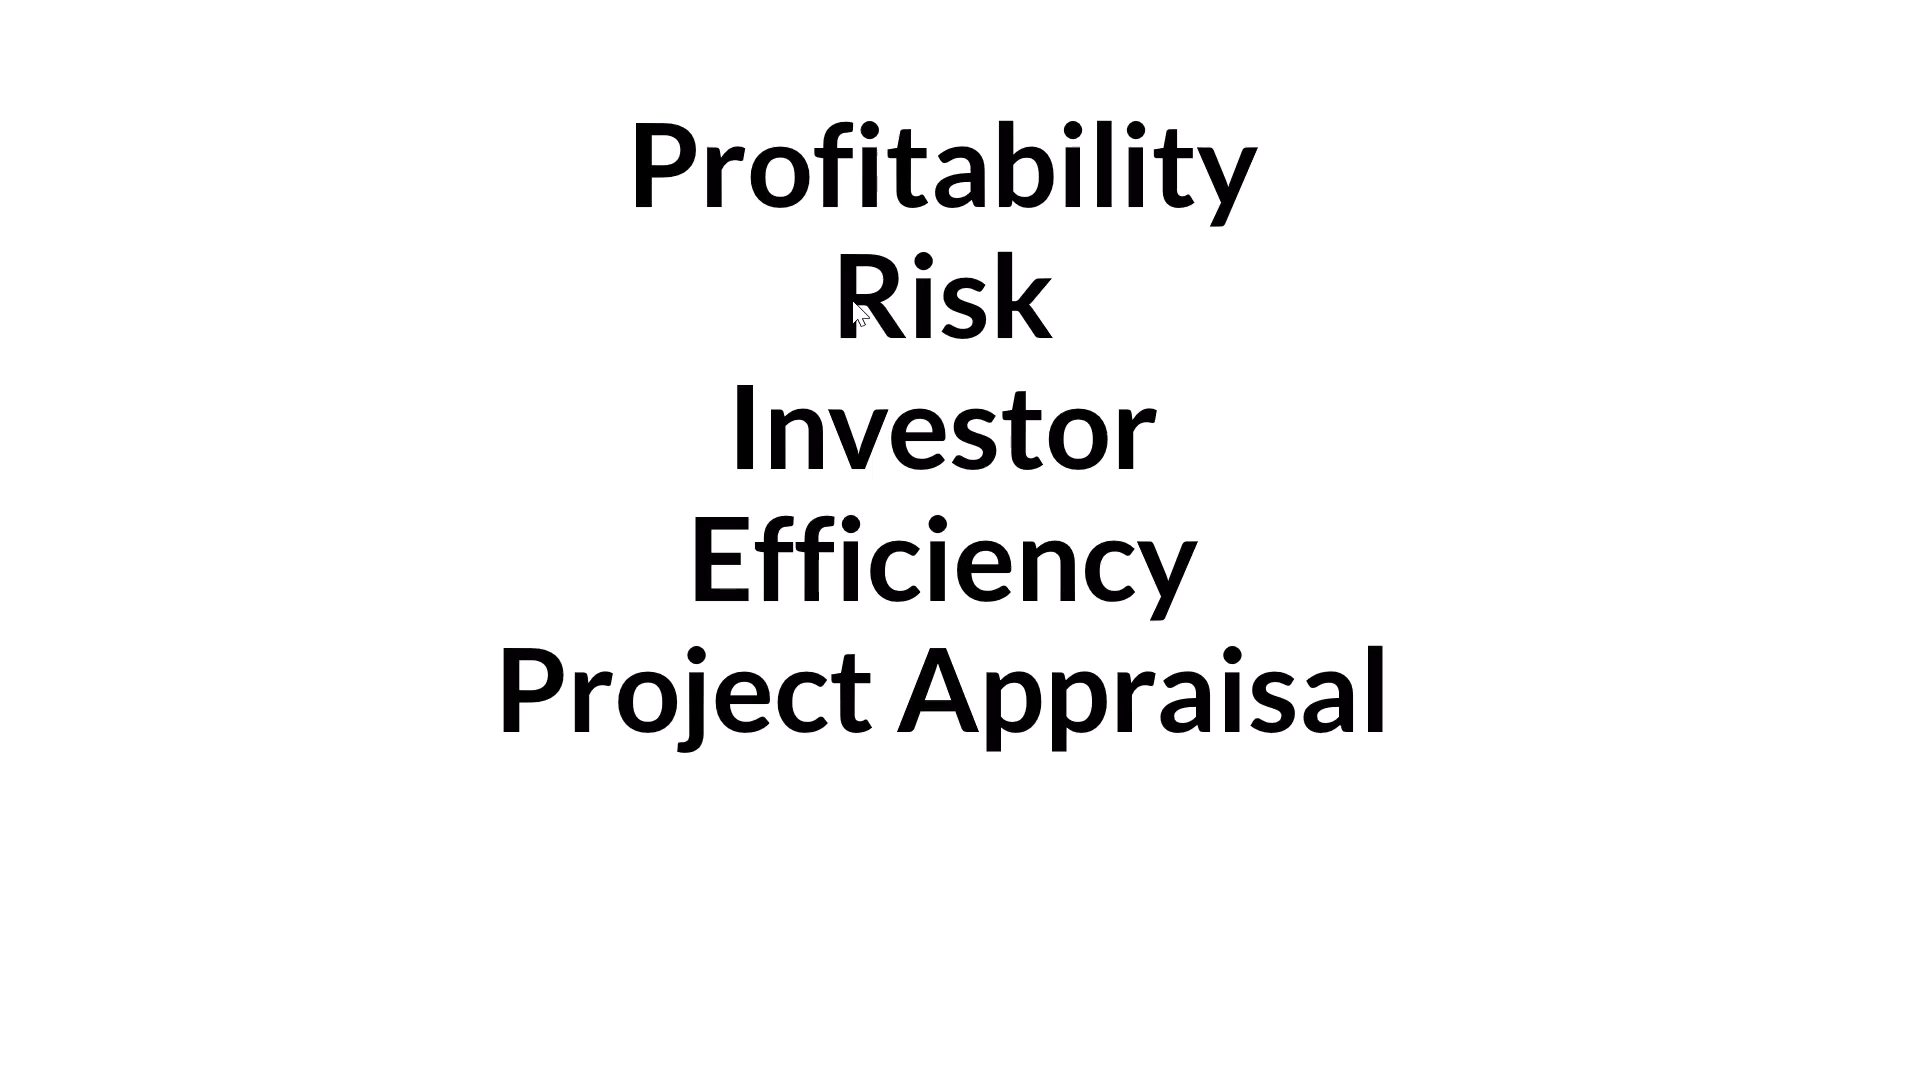 Profitability
Risk
Investor
Efficiency
Project Appraisal